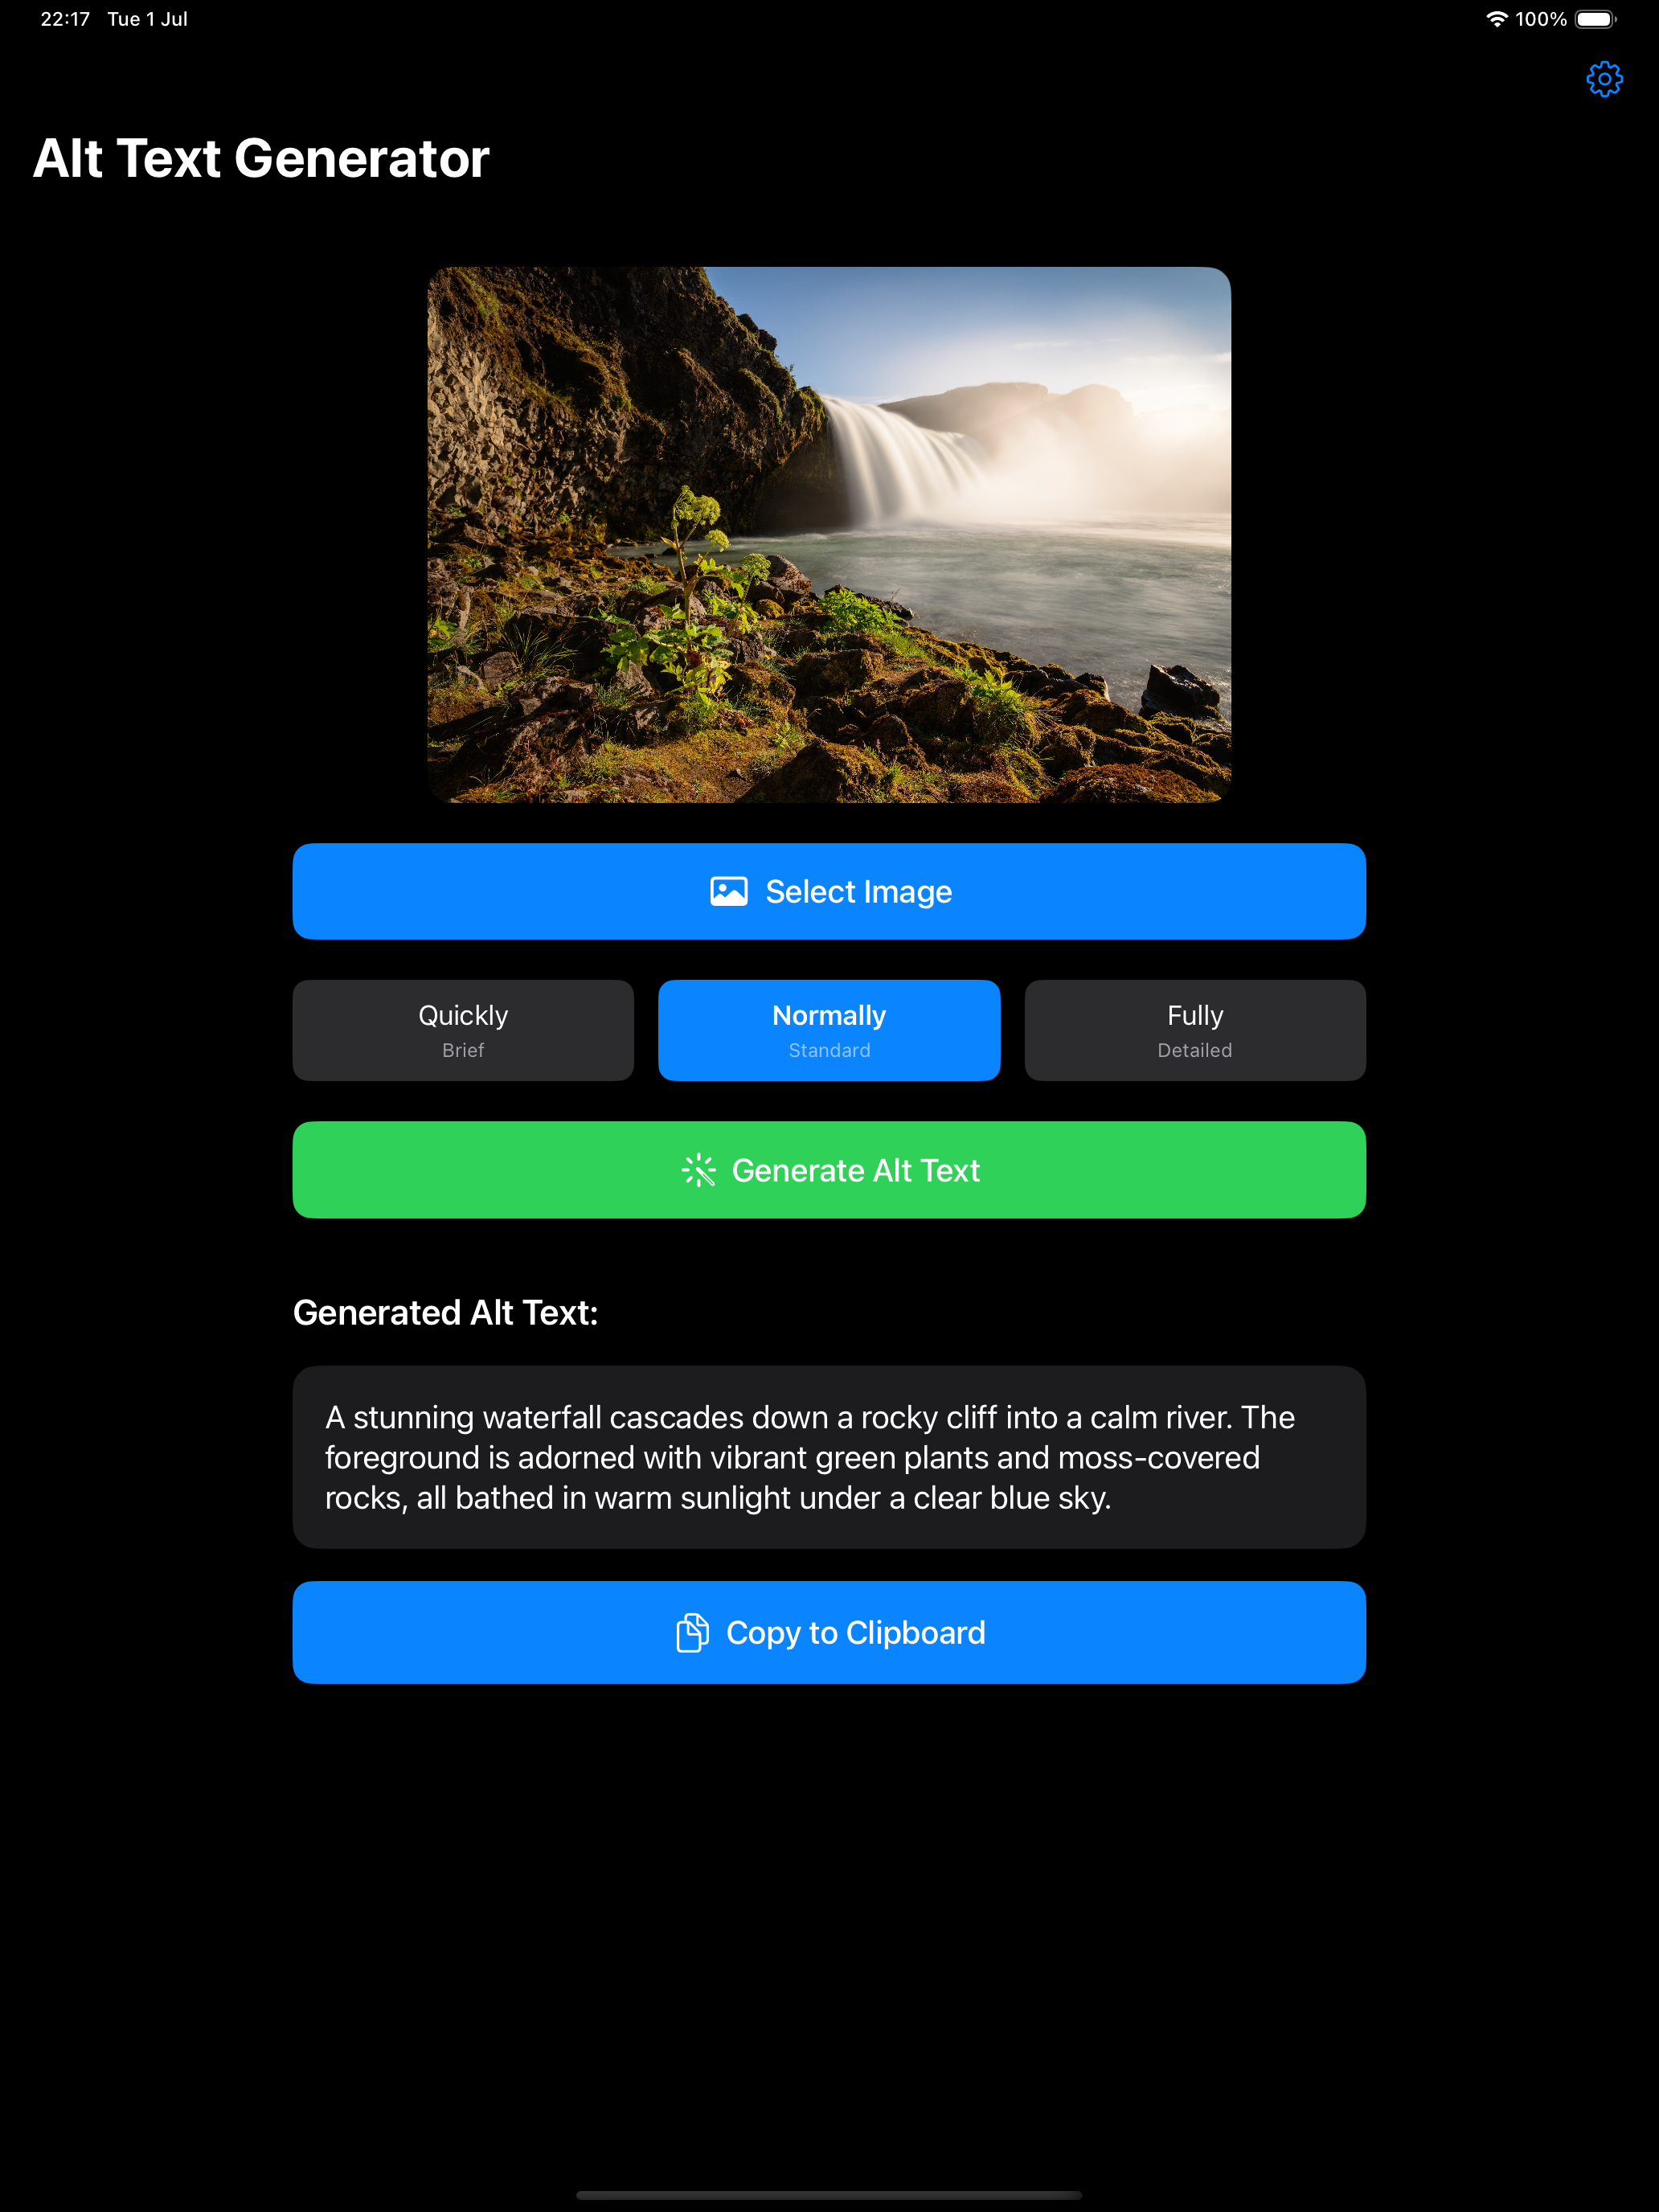 22:17 Tue 1 Jul
100%
Alt Text Generator
Select Image
Quickly
Brief
Normally
Standard
Fully
Detailed
Generate Alt Text
Generated Alt Text:
A stunning waterfall cascades down a rocky cliff into a calm river. The
foreground is adorned with vibrant green plants and moss-covered
rocks, all bathed in warm sunlight under a clear blue sky.
Copy to Clipboard